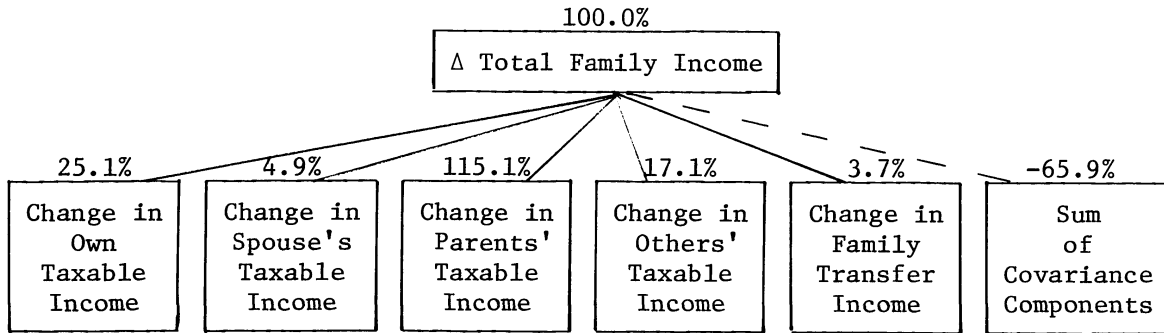 100.0%
Δ Total Family Income
25.1%
4.9%
115.1%
17.1%
3.7%
-65.9%
Change in
Own
Taxable
Income
Change in
Spouse's
Taxable
Income
Change in
Parents'
Taxable
Income
Change in
Others'
Taxable
Income
Change in
Family
Transfer
Income
Sum
of
Covariance
Components